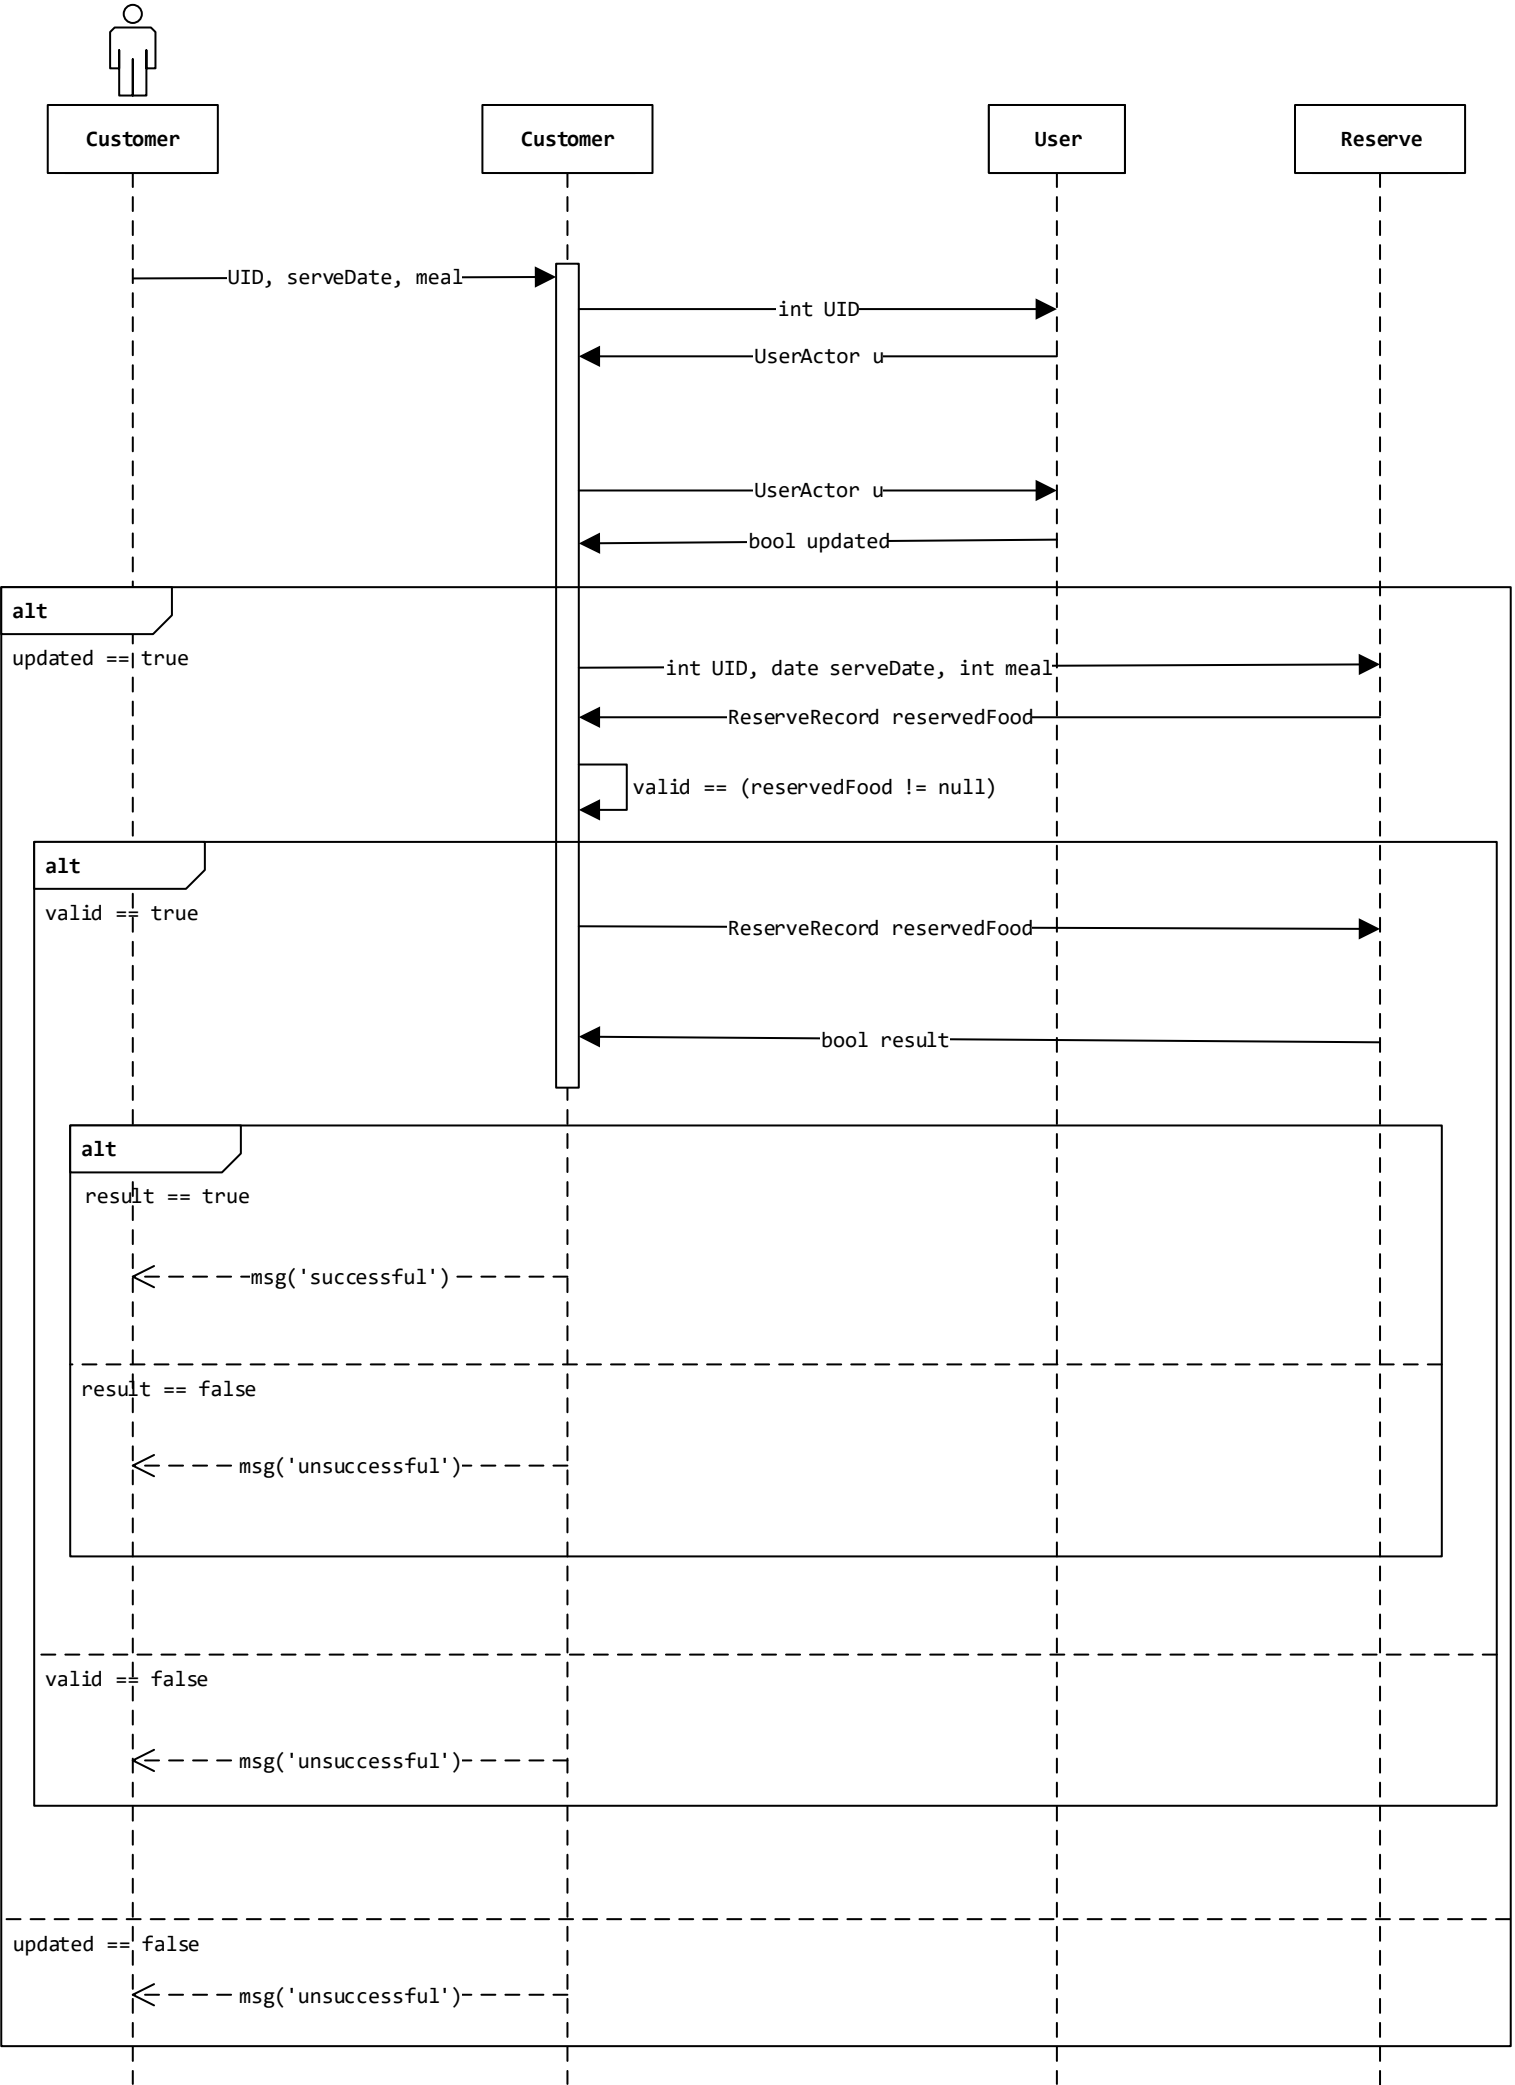 Customer
Customer
User
Reserve
UID, serveDate, meal
int UID
UserActor u
UserActor u
bool updated
alt
updated == true
int UID, date serveDate, int meal
ReserveRecord reservedFood
valid == (reservedFood != null)
alt
valid == true
ReserveRecord reservedFood
bool result
alt
result == true
msg('successful')
result == false
msg('unsuccessful')
valid == false
msg('unsuccessful')
updated == false
msg('unsuccessful')